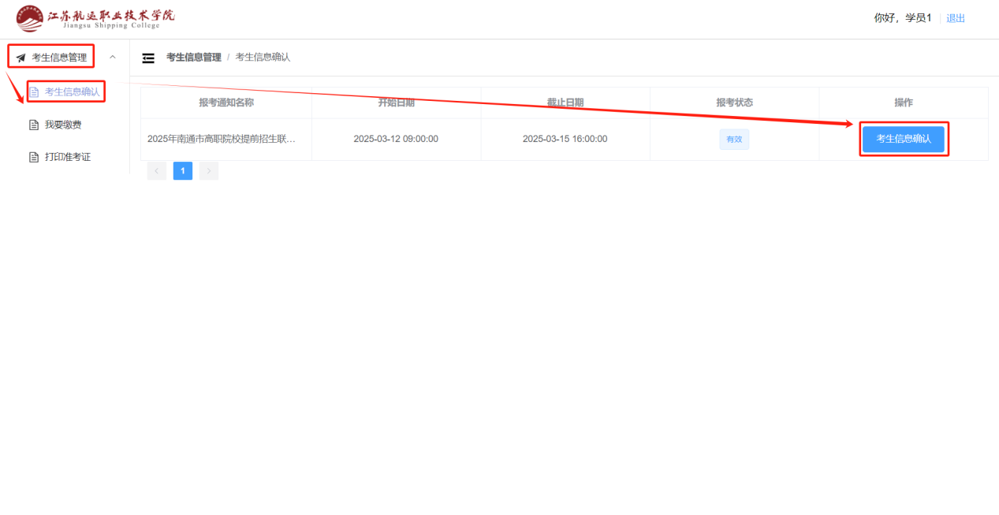 江苏航运职业技术学院
Jiangsu Shipping College
你好，学员1 退出
考生信息管理
考生信息管理 / 考生信息确认
考生信息确认
我要缴费
打印准考证
报考通知名称 开始日期 截止日期 报考状态 操作
2025年南通市高职院校提前招生联... 2025-03-12 09:00:00 2025-03-15 16:00:00 有效 考生信息确认
1